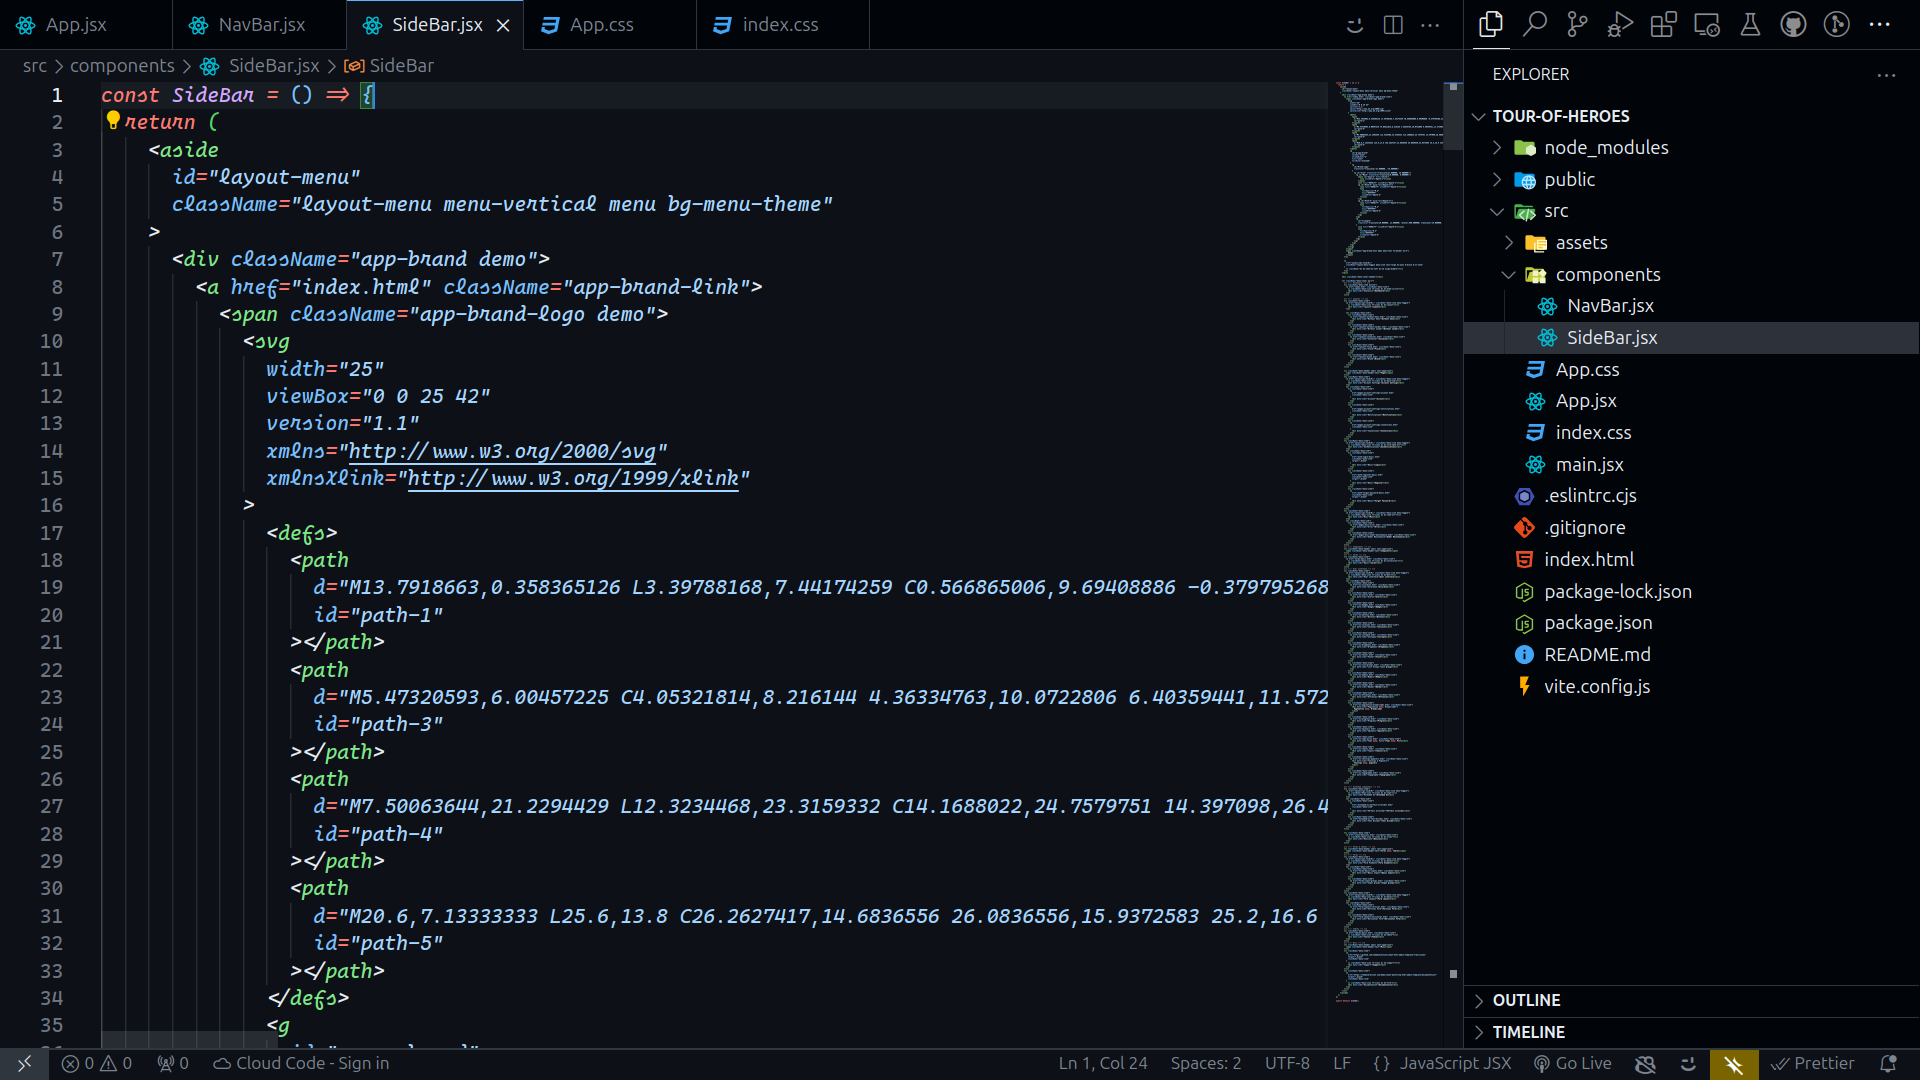 App.jsx
NavBar.jsx
SideBar.jsx
App.css
index.css
src > components > SideBar.jsx > SideBar
1 const SideBar = () => {
2 return (
3 <aside
4 id="layout-menu"
5 className="layout-menu menu-vertical menu bg-menu-theme"
6 >
7 <div className="app-brand demo">
8 <a href="index.html" className="app-brand-link">
9 <span className="app-brand-logo demo">
10 <svg
11 width="25"
12 viewBox="0 0 25 42"
13 version="1.1"
14 xmlns="http://www.w3.org/2000/svg"
15 xmlnsXlink="http://www.w3.org/1999/xlink"
16 >
17 <defs>
18 <path
19 d="M13.7918663,0.358365126 L3.39788168,7.44174259 C0.566865006,9.69408886 -0.379795268
20 id="path-1"
21 ></path>
22 <path
23 d="M5.47320593,6.00457225 C4.05321814,8.216144 4.36334763,10.0722806 6.40359441,11.572
24 id="path-3"
25 ></path>
26 <path
27 d="M7.50063644,21.2294429 L12.3234468,23.3159332 C14.1688022,24.7579751 14.397098,26.4
28 id="path-4"
29 ></path>
30 <path
31 d="M20.6,7.13333333 L25.6,13.8 C26.2627417,14.6836556 26.0836556,15.9372583 25.2,16.6
32 id="path-5"
33 ></path>
34 </defs>
35 <g
EXPLORER
TOUR-OF-HEROES
node_modules
public
src
assets
components
NavBar.jsx
SideBar.jsx
App.css
App.jsx
index.css
main.jsx
.eslintrc.cjs
.gitignore
index.html
package-lock.json
package.json
README.md
vite.config.js
OUTLINE
TIMELINE
0 0 0 Cloud Code - Sign in Ln 1, Col 24 Spaces: 2 UTF-8 LF {} JavaScript JSX Go Live Prettier